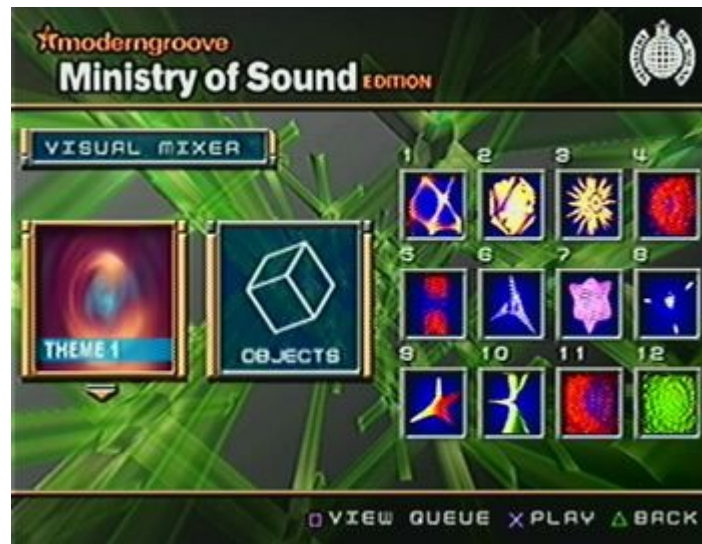 moderngroove
Ministry of Sound EDITION
VISUAL MIXER
1 2 3 4
THEME 1
OBJECTS
5 6 7 8
9 10 11 12
VIEW QUEUE X PLAY BACK